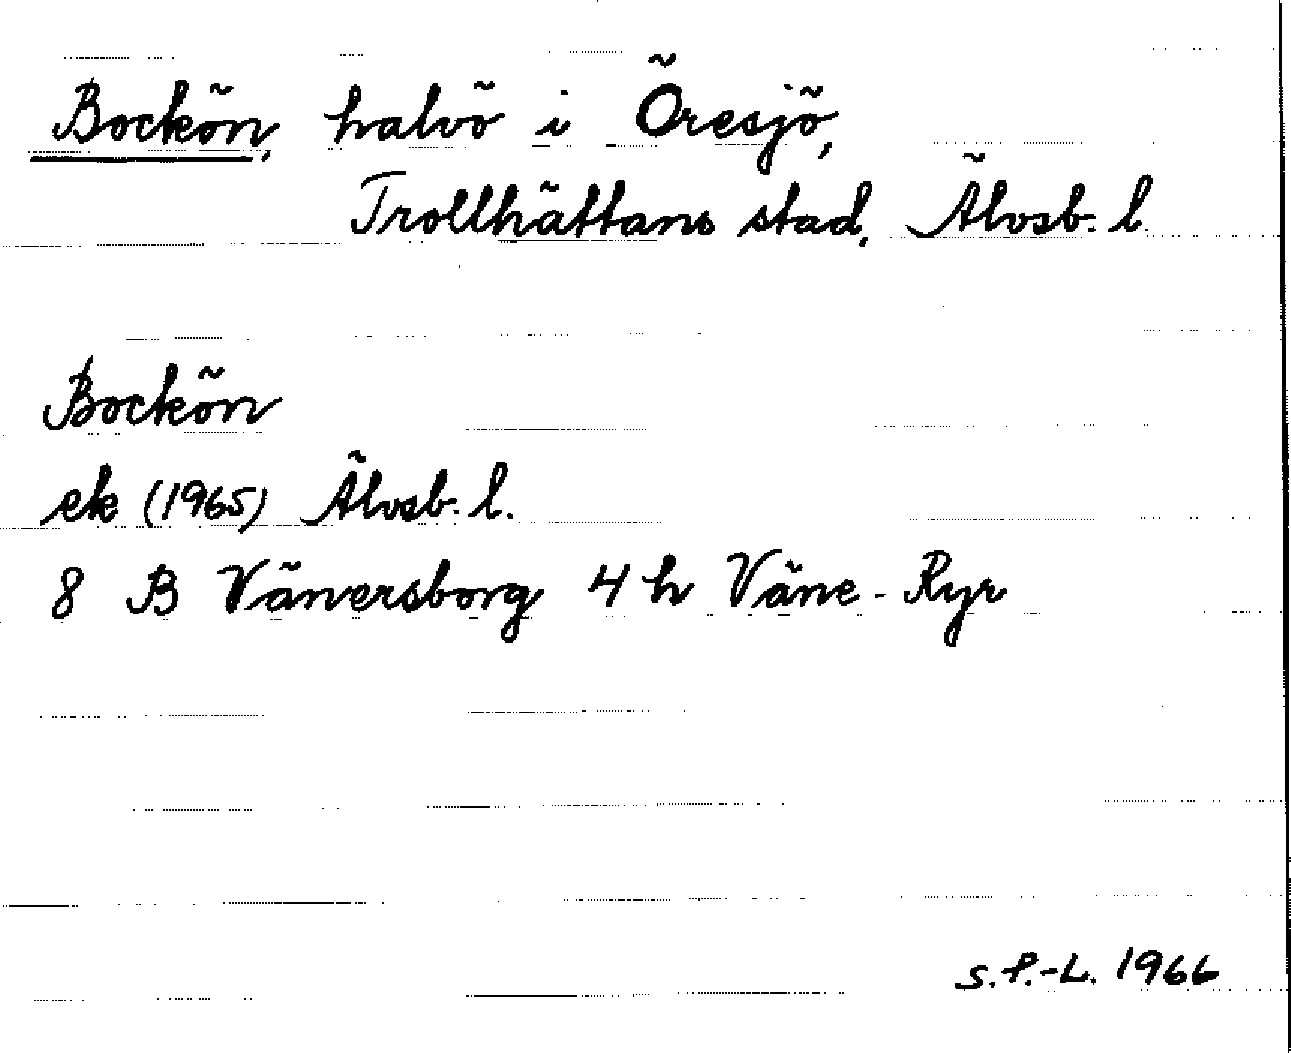 Bockön, halvö i Öresjö,
Trollhättans stad, Älvsb. l.
Bockön
ek (1965) Älvsb. l.
8 B Vänersborg 4 h Väne-Ryr
S.P.-L. 1966